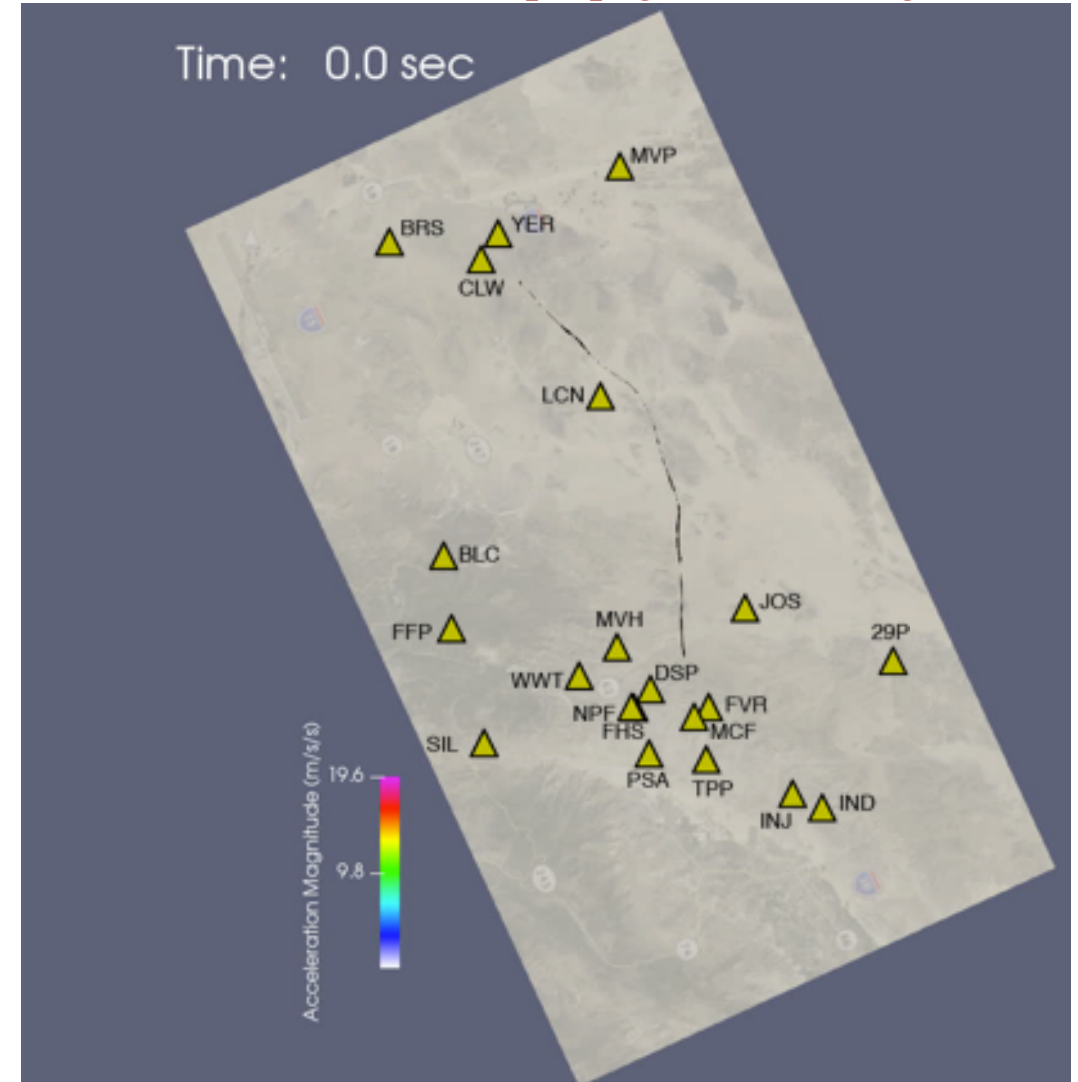 Time: 0.0 sec
MVP
BRS
YER
CLW
LCN
BLC
JOS
FFP
MVH
29P
WWT
DSP
NPF
FVR
FHS
MCF
SIL
PSA
TPP
INJ
IND
Acceleration Magnitude (m/s/s)
19.6
9.8